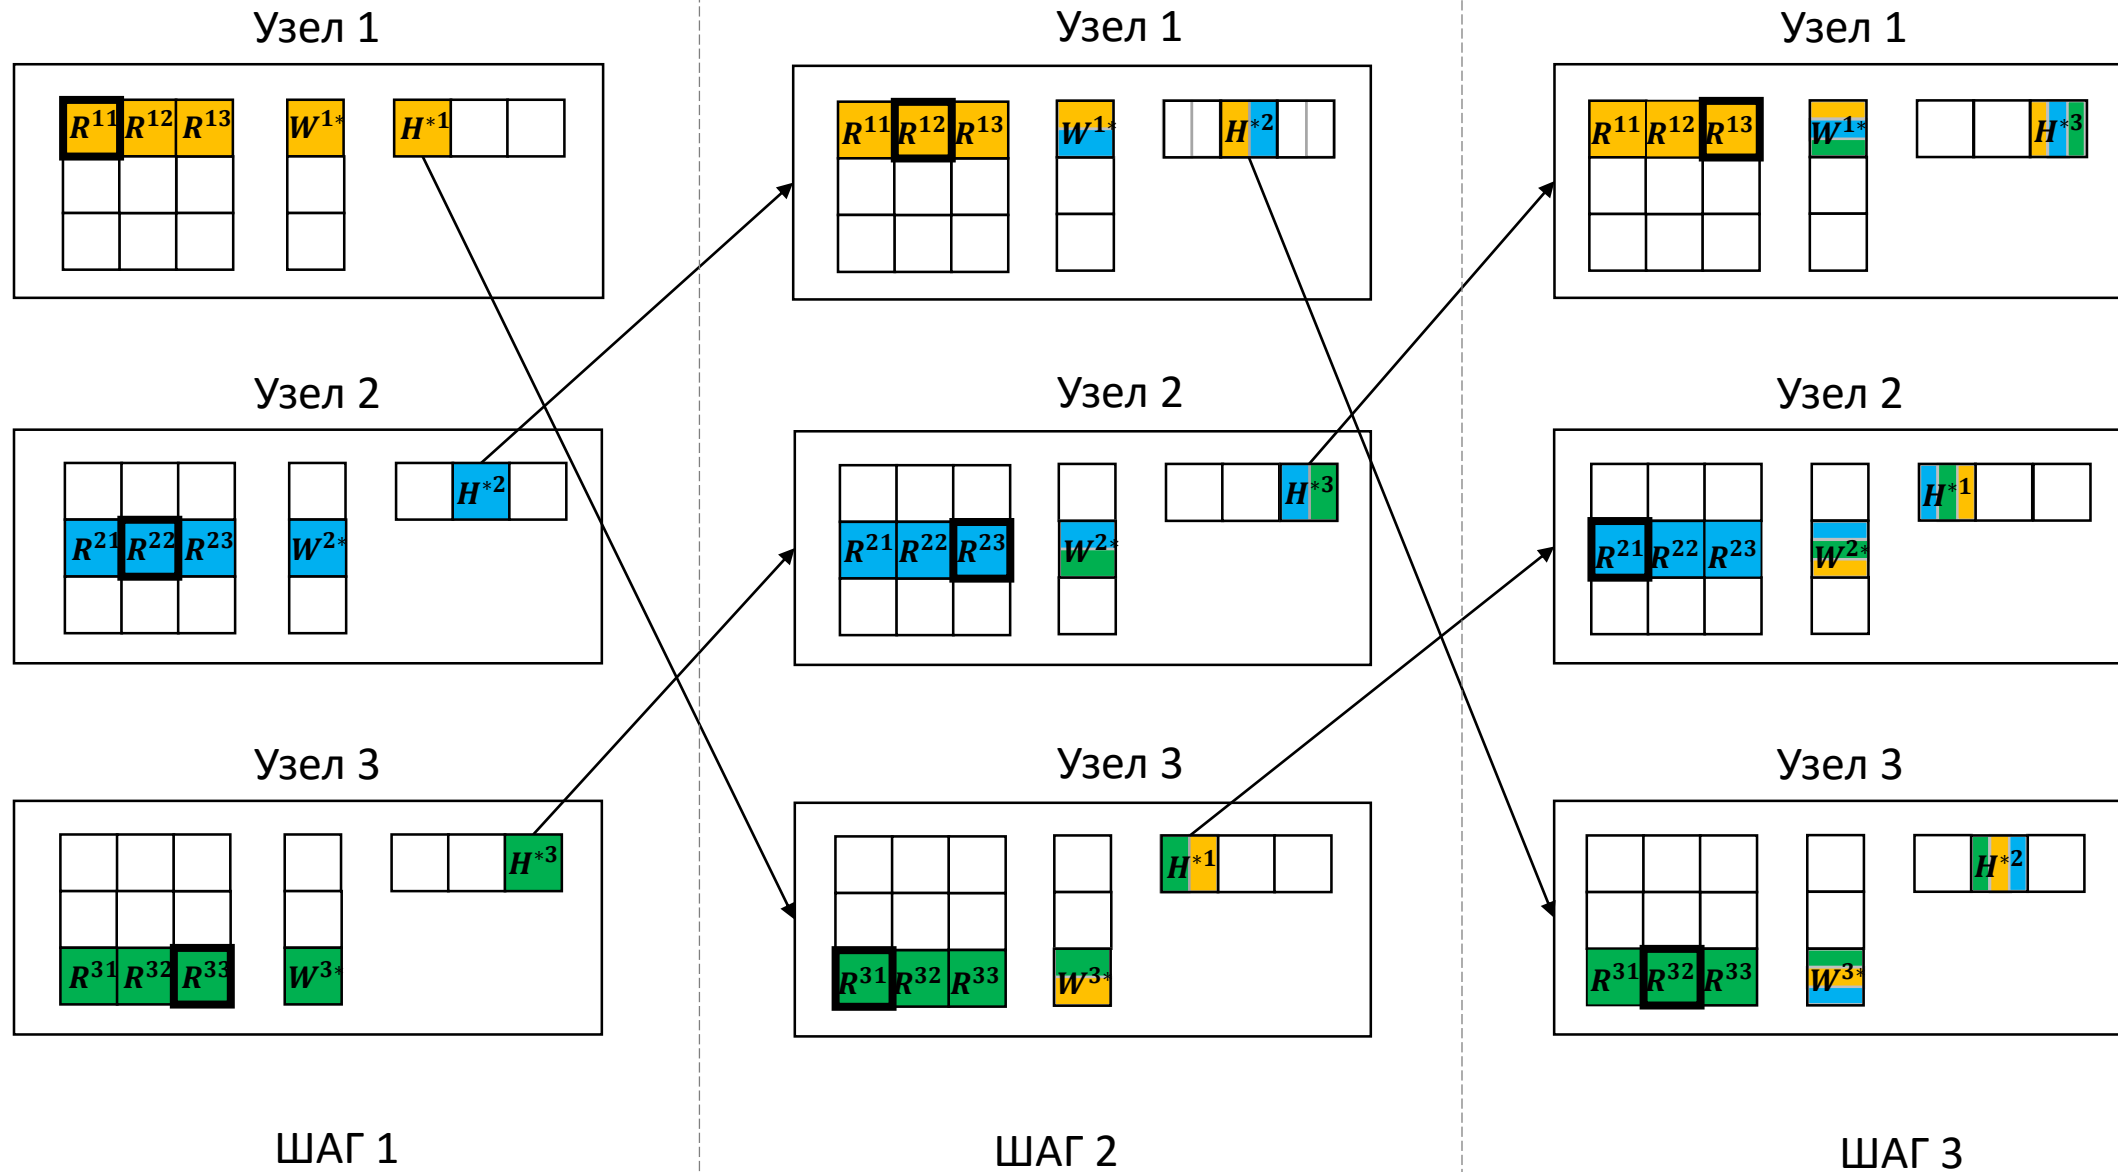 Узел 1 Узел 1 Узел 1
R¹¹ R¹² R¹³ W¹* H*¹ R¹¹ R¹² R¹³ W¹* H*² R¹¹ R¹² R¹³ W¹* H*³
Узел 2 Узел 2 Узел 2
H*² H*³ H*¹
R²¹ R²² R²³ W²* R²¹ R²² R²³ W²* R²¹ R²² R²³ W²*
Узел 3 Узел 3 Узел 3
H*³ H*¹ H*²
R³¹ R³² R³³ W³* R³¹ R³² R³³ W³* R³¹ R³² R³³ W³*
ШАГ 1 ШАГ 2 ШАГ 3